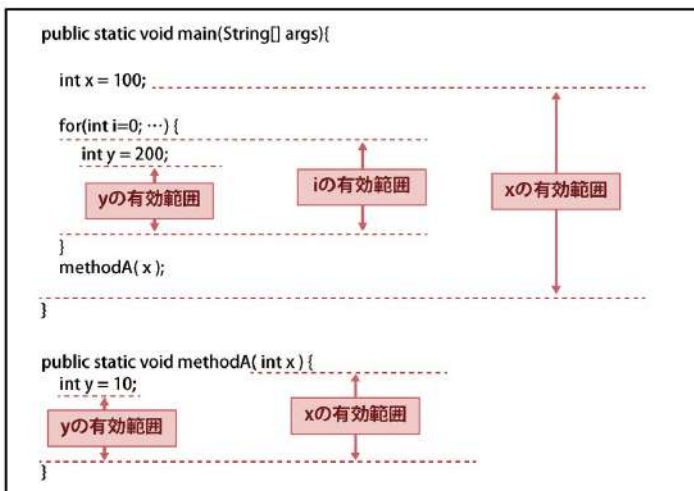 public static void main(String[] args){
int x = 100;
for(int i=0; …) {
int y = 200;
yの有効範囲
iの有効範囲
xの有効範囲
}
methodA( x );
}
public static void methodA( int x ) {
int y = 10;
yの有効範囲
xの有効範囲
}